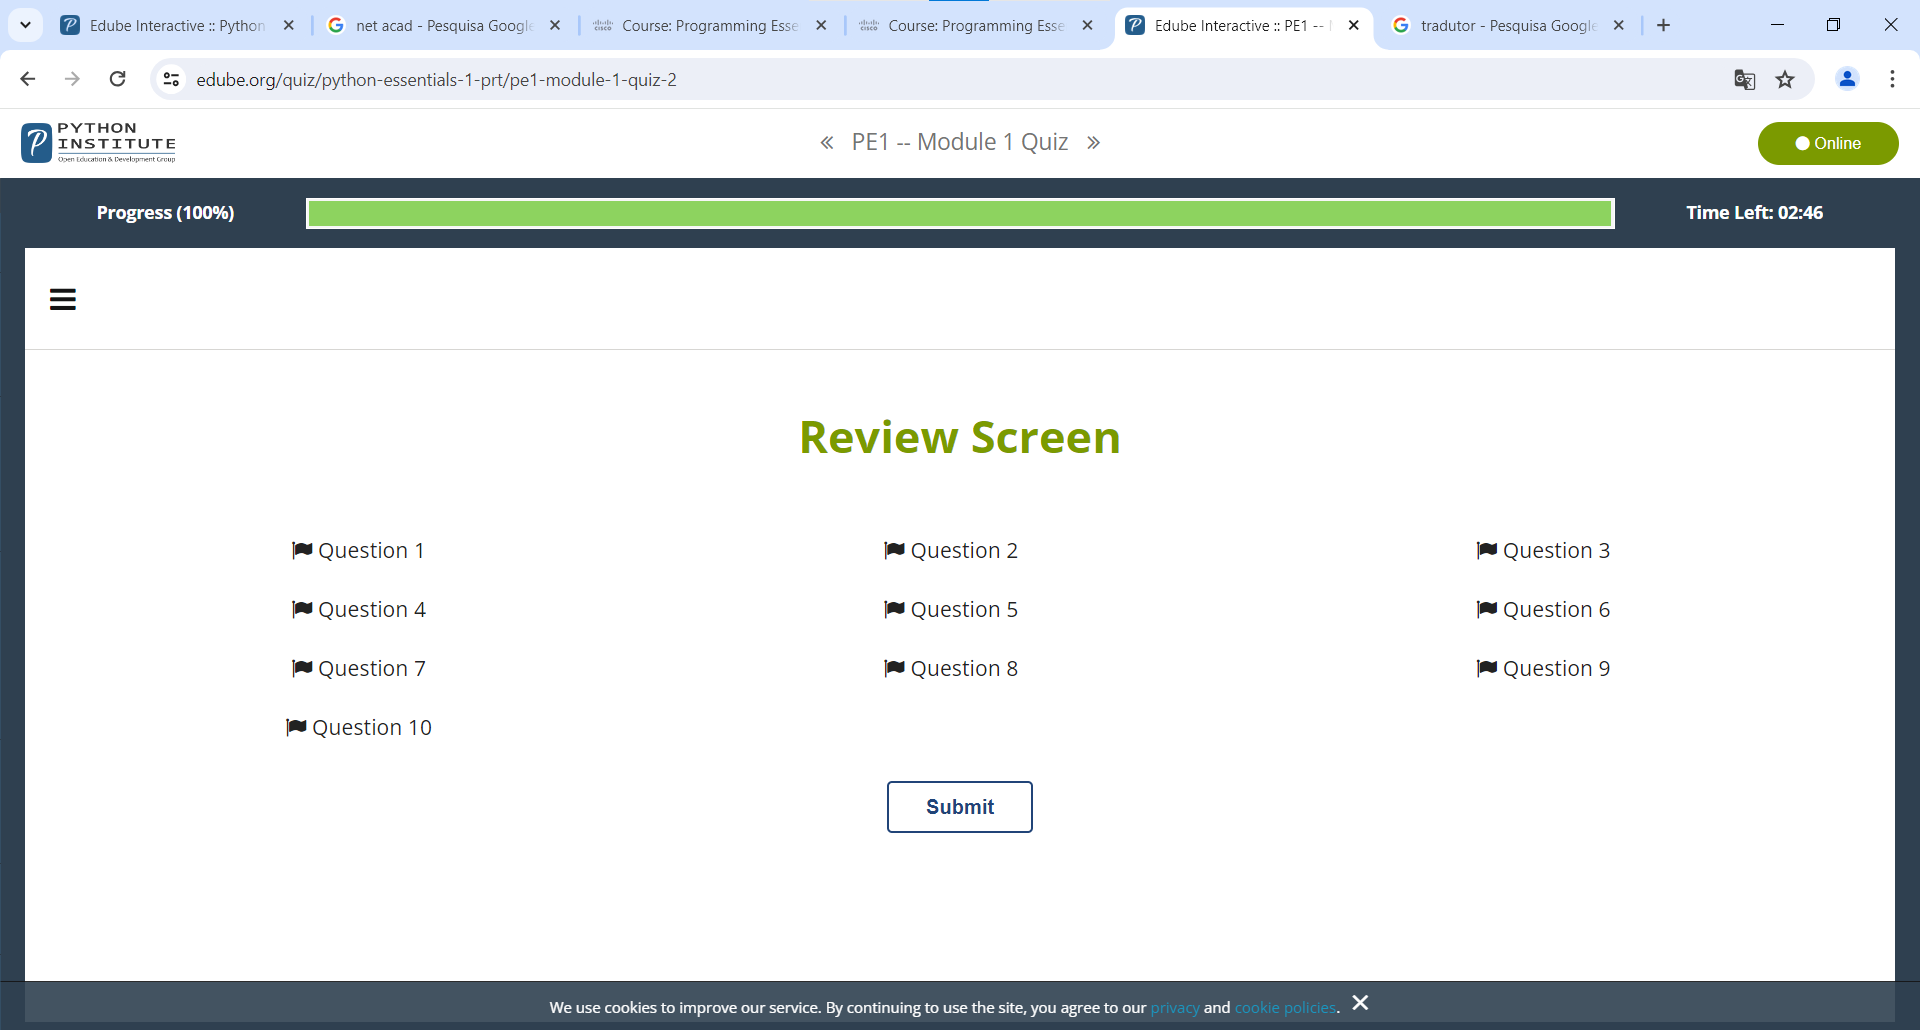 Edube Interactive :: Python
net acad - Pesquisa Google
Course: Programming Esse
Course: Programming Esse
Edube Interactive :: PE1 --
tradutor - Pesquisa Google
edube.org/quiz/python-essentials-1-prt/pe1-module-1-quiz-2
PYTHON
INSTITUTE
Open Education & Development Group
« PE1 -- Module 1 Quiz »
Online
Progress (100%)
Time Left: 02:46
Review Screen
Question 1
Question 2
Question 3
Question 4
Question 5
Question 6
Question 7
Question 8
Question 9
Question 10
Submit
We use cookies to improve our service. By continuing to use the site, you agree to our privacy and cookie policies.